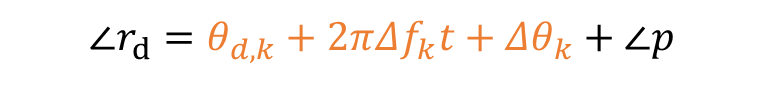 ∠r_d = θ_{d,k} + 2πΔf_k t + Δθ_k + ∠p